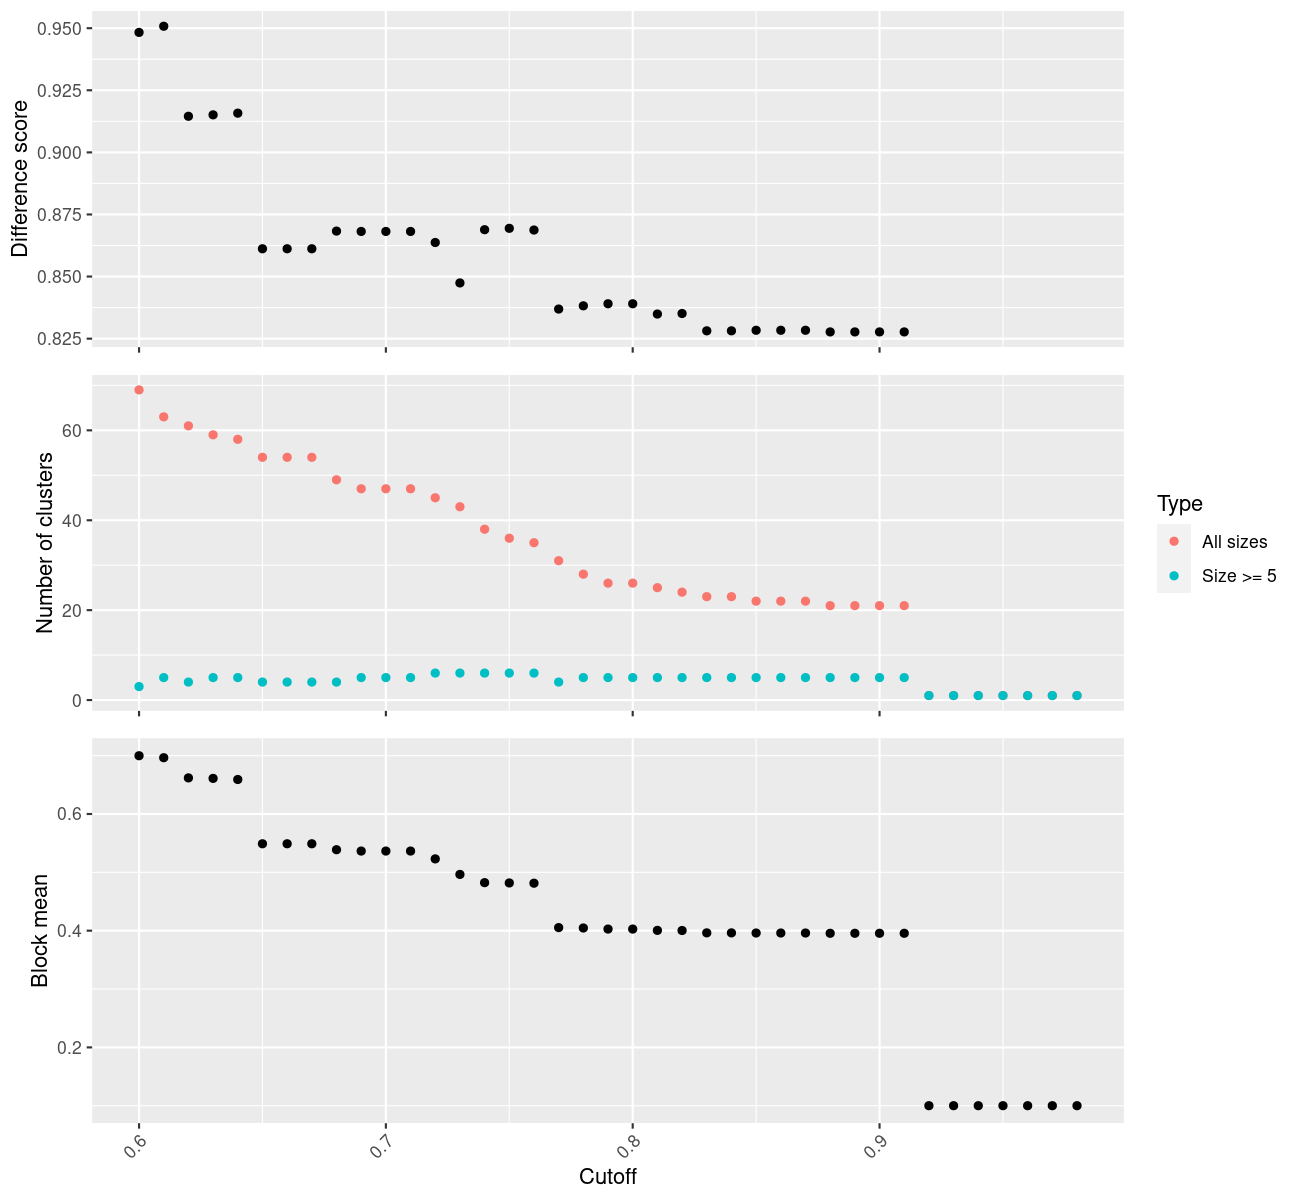 Difference score
0.950
0.925
0.900
0.875
0.850
0.825
Number of clusters
60
40
20
0
Type
All sizes
Size >= 5
Block mean
0.6
0.4
0.2
0.6 0.7 0.8 0.9
Cutoff